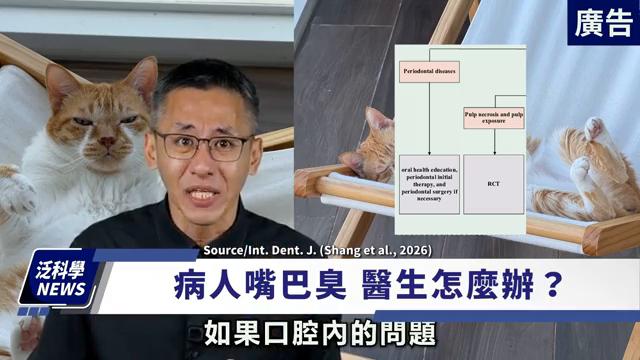 廣告
Periodontal diseases
Pulp necrosis and pulp
exposure
oral health education,
periodontal initial
therapy, and
periodontal surgery if
necessary
RCT
Source/Int. Dent. J. (Shang et al., 2026)
泛科學
NEWS
病人嘴巴臭 醫生怎麼辦？
如果口腔內的問題